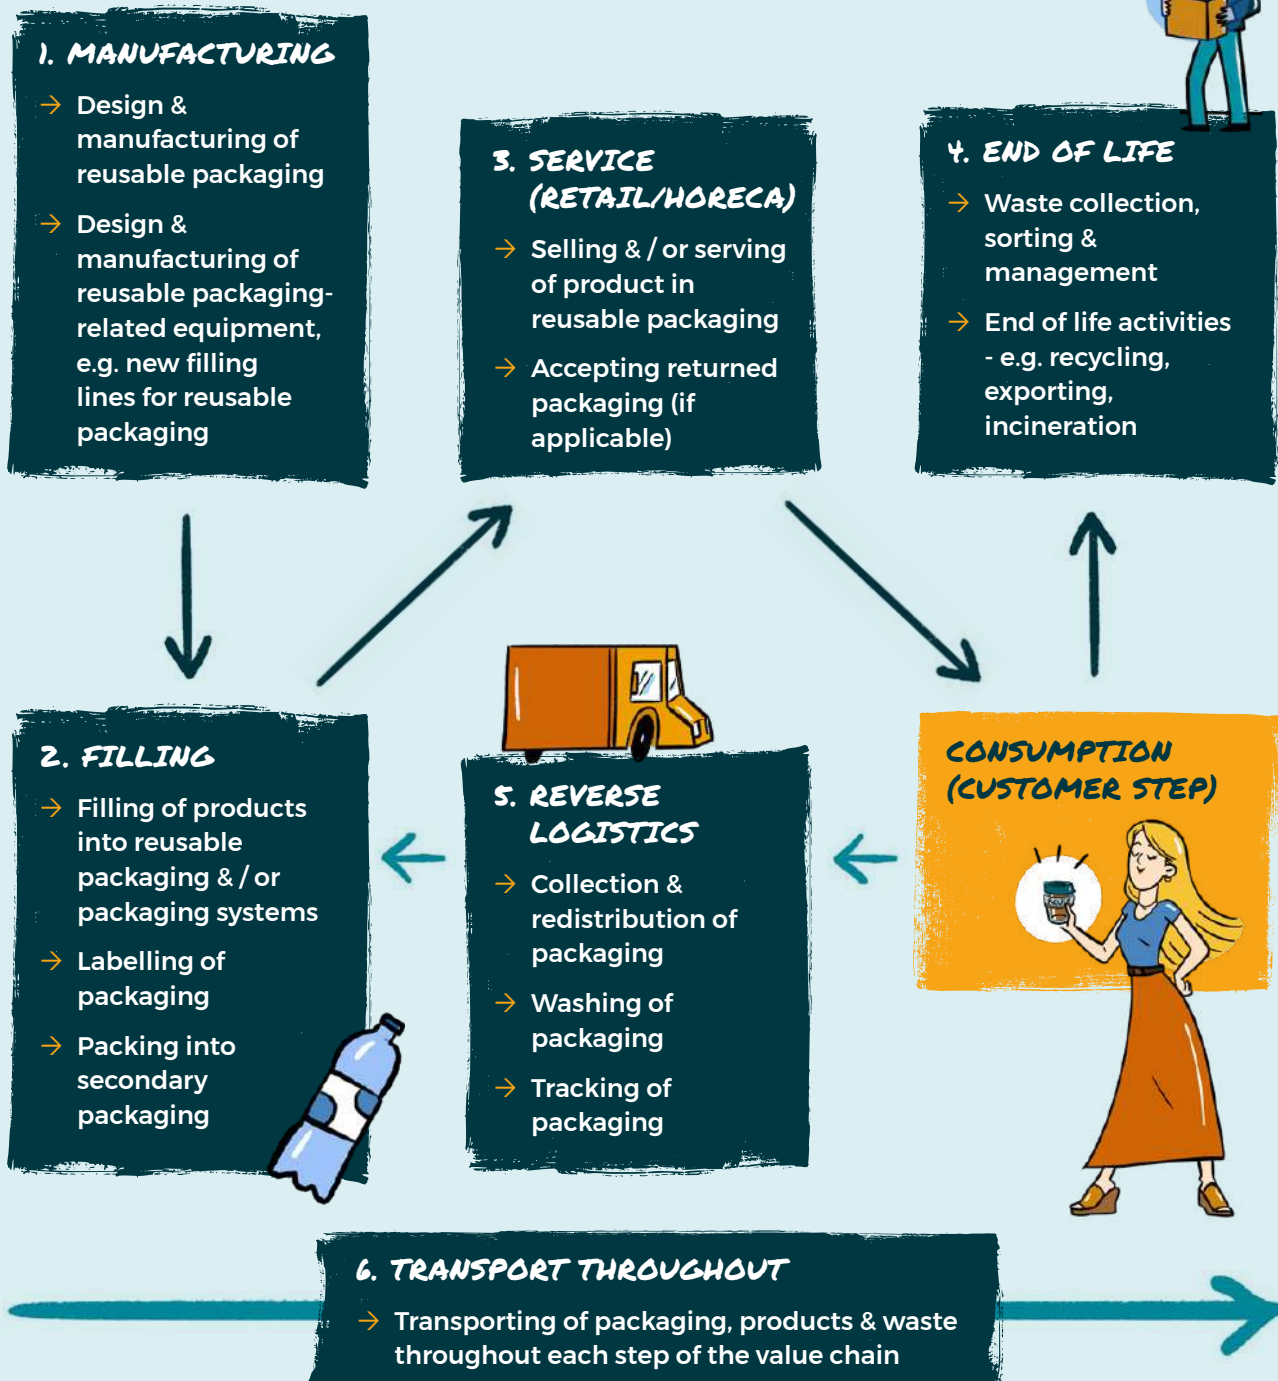 1. MANUFACTURING
→ Design &
manufacturing of
reusable packaging
→ Design &
manufacturing of
reusable packaging-
related equipment,
e.g. new filling
lines for reusable
packaging
3. SERVICE
(RETAIL/HORECA)
→ Selling & / or serving
of product in
reusable packaging
→ Accepting returned
packaging (if
applicable)
4. END OF LIFE
→ Waste collection,
sorting &
management
→ End of life activities
- e.g. recycling,
exporting,
incineration
2. FILLING
→ Filling of products
into reusable
packaging & / or
packaging systems
→ Labelling of
packaging
→ Packing into
secondary
packaging
5. REVERSE
LOGISTICS
→ Collection &
redistribution of
packaging
→ Washing of
packaging
→ Tracking of
packaging
CONSUMPTION
(CUSTOMER STEP)
6. TRANSPORT THROUGHOUT
→ Transporting of packaging, products & waste
throughout each step of the value chain